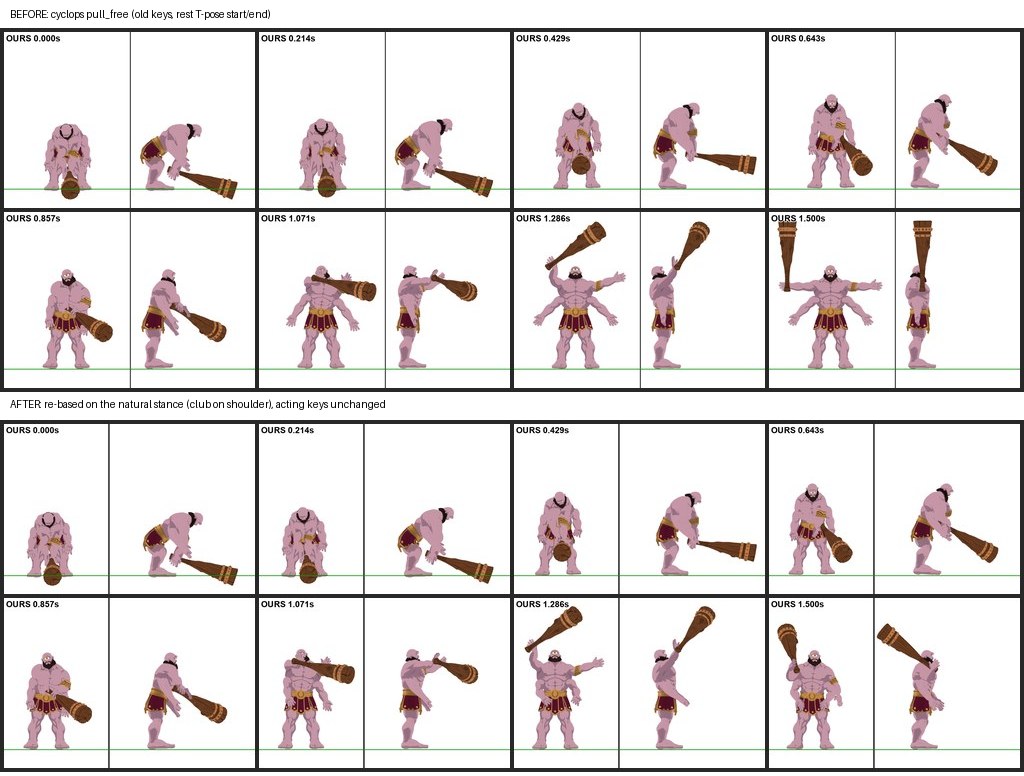 BEFORE: cyclops pull_free (old keys, rest T-pose start/end)
OURS 0.000s
OURS 0.214s
OURS 0.429s
OURS 0.643s
OURS 0.857s
OURS 1.071s
OURS 1.286s
OURS 1.500s
AFTER: re-based on the natural stance (club on shoulder), acting keys unchanged
OURS 0.000s
OURS 0.214s
OURS 0.429s
OURS 0.643s
OURS 0.857s
OURS 1.071s
OURS 1.286s
OURS 1.500s